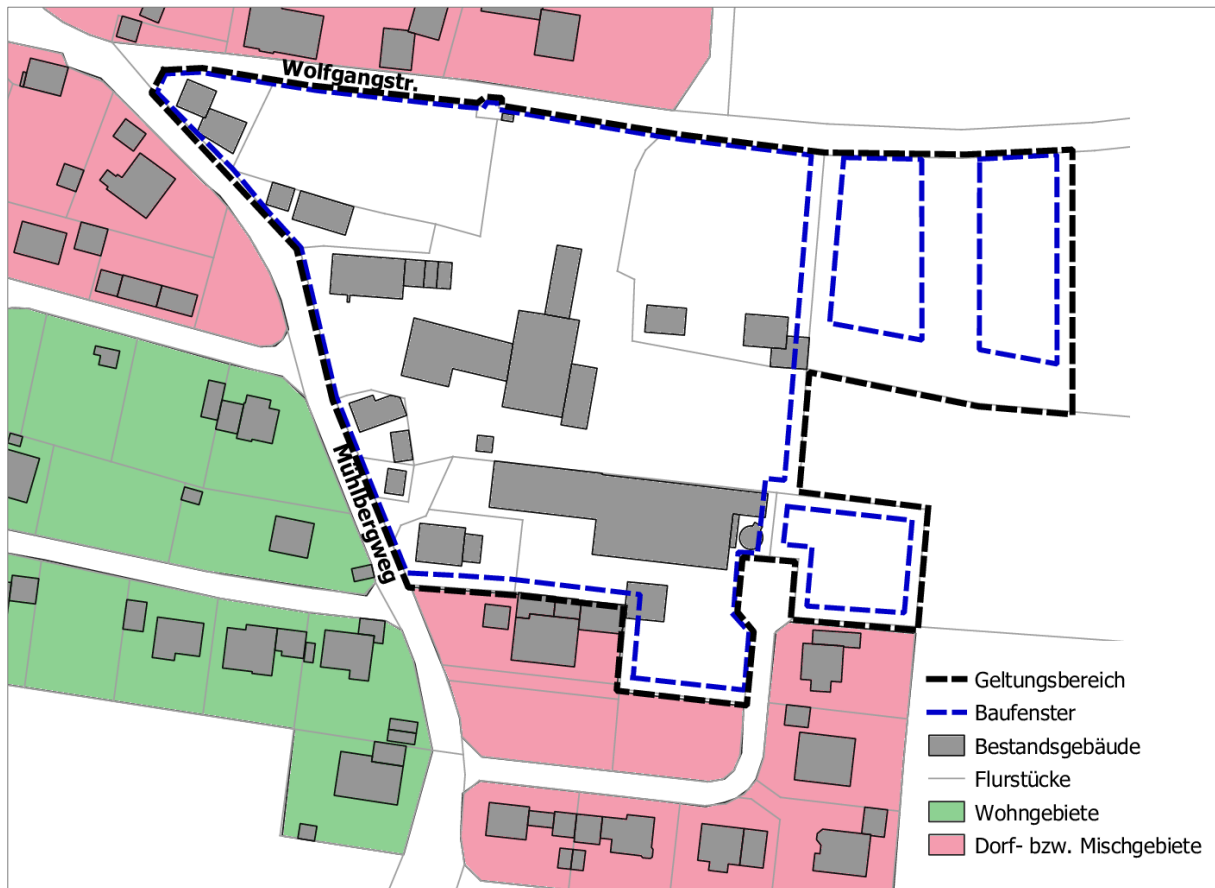 Wolfgangstr.
Mühlbergweg
Geltungsbereich
Baufenster
Bestandsgebäude
Flurstücke
Wohngebiete
Dorf- bzw. Mischgebiete